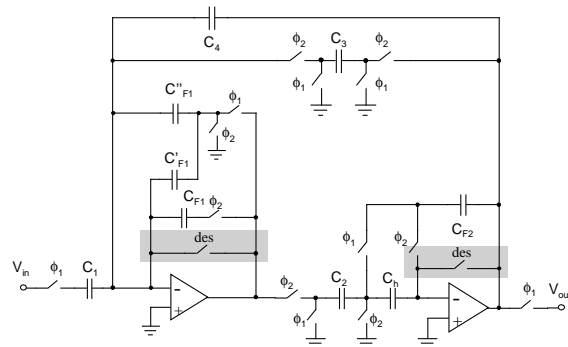 C4
ϕ2 C3 ϕ2
ϕ1 ϕ1
C"F1 ϕ1
ϕ2
C'F1
CF1 ϕ2
des
CF2
ϕ1 ϕ2 des
Vin ϕ1 C1
ϕ2 C2 Ch
ϕ1 Vou
− −
+ ϕ1 ϕ2 +